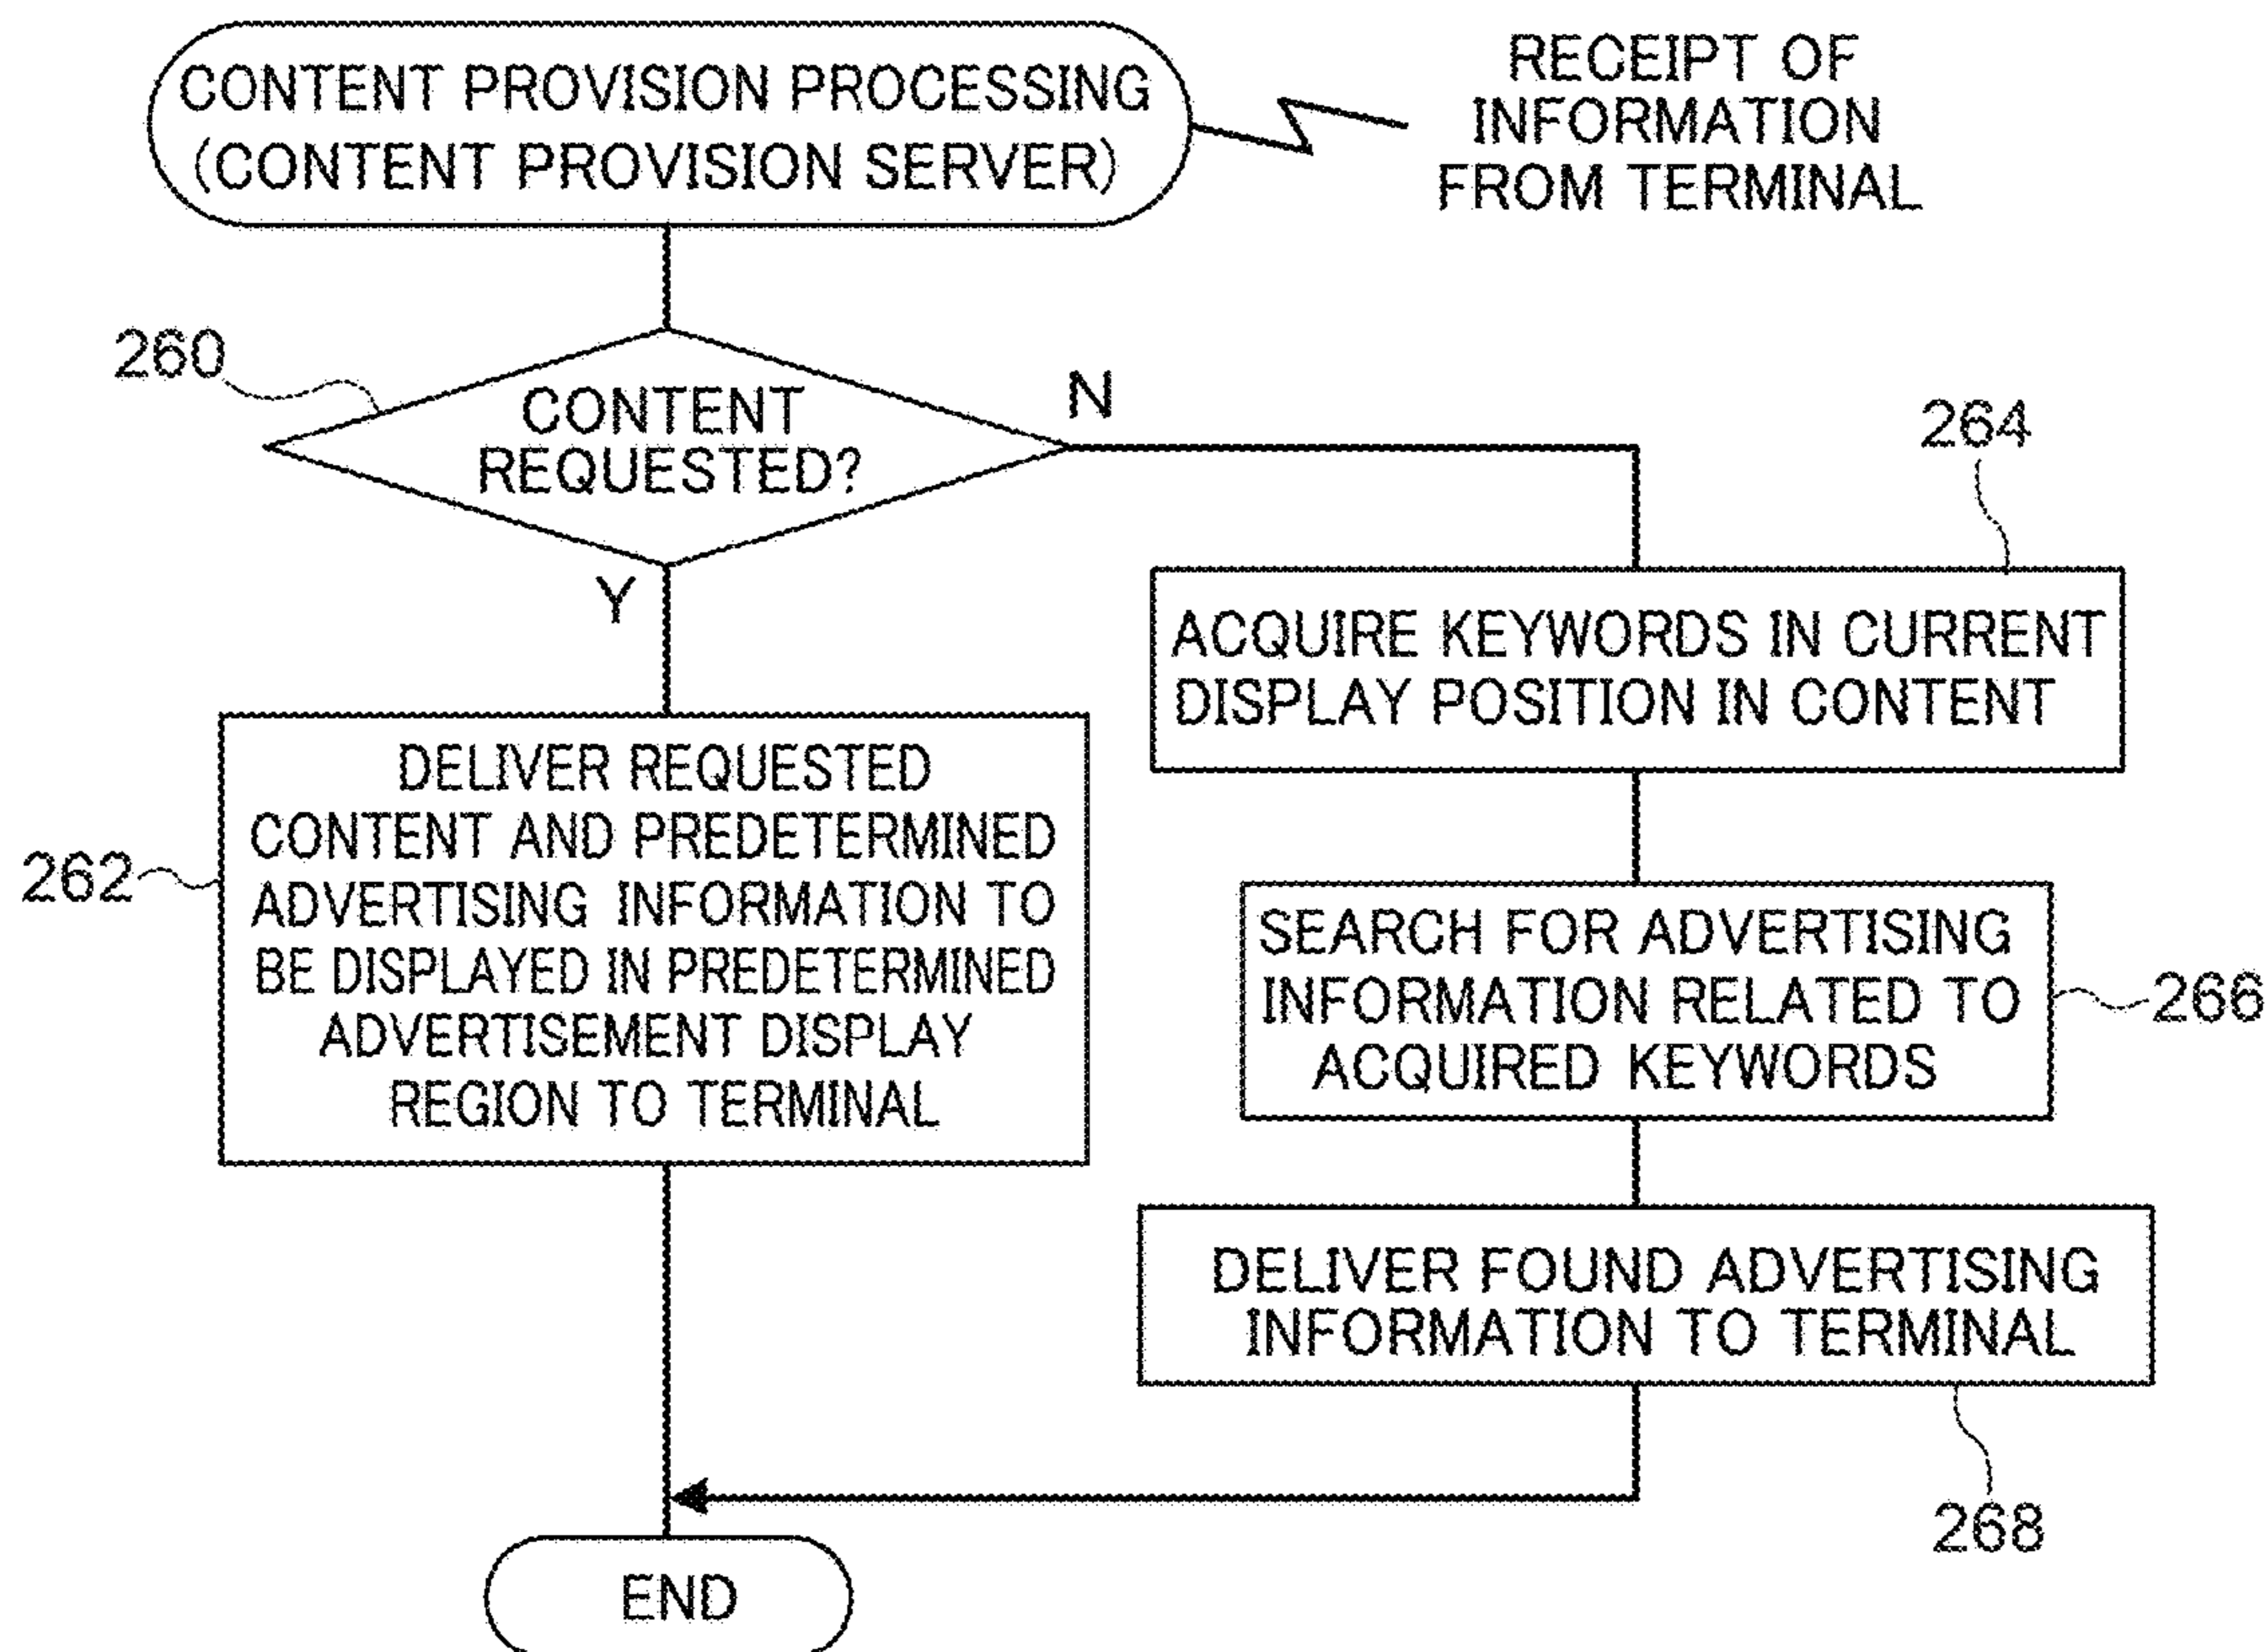 CONTENT PROVISION PROCESSING
(CONTENT PROVISION SERVER)
RECEIPT OF
INFORMATION
FROM TERMINAL
260
CONTENT
REQUESTED?
N
Y
264
ACQUIRE KEYWORDS IN CURRENT
DISPLAY POSITION IN CONTENT
262
DELIVER REQUESTED
CONTENT AND PREDETERMINED
ADVERTISING INFORMATION TO
BE DISPLAYED IN PREDETERMINED
ADVERTISEMENT DISPLAY
REGION TO TERMINAL
SEARCH FOR ADVERTISING
INFORMATION RELATED TO
ACQUIRED KEYWORDS
266
DELIVER FOUND ADVERTISING
INFORMATION TO TERMINAL
268
END